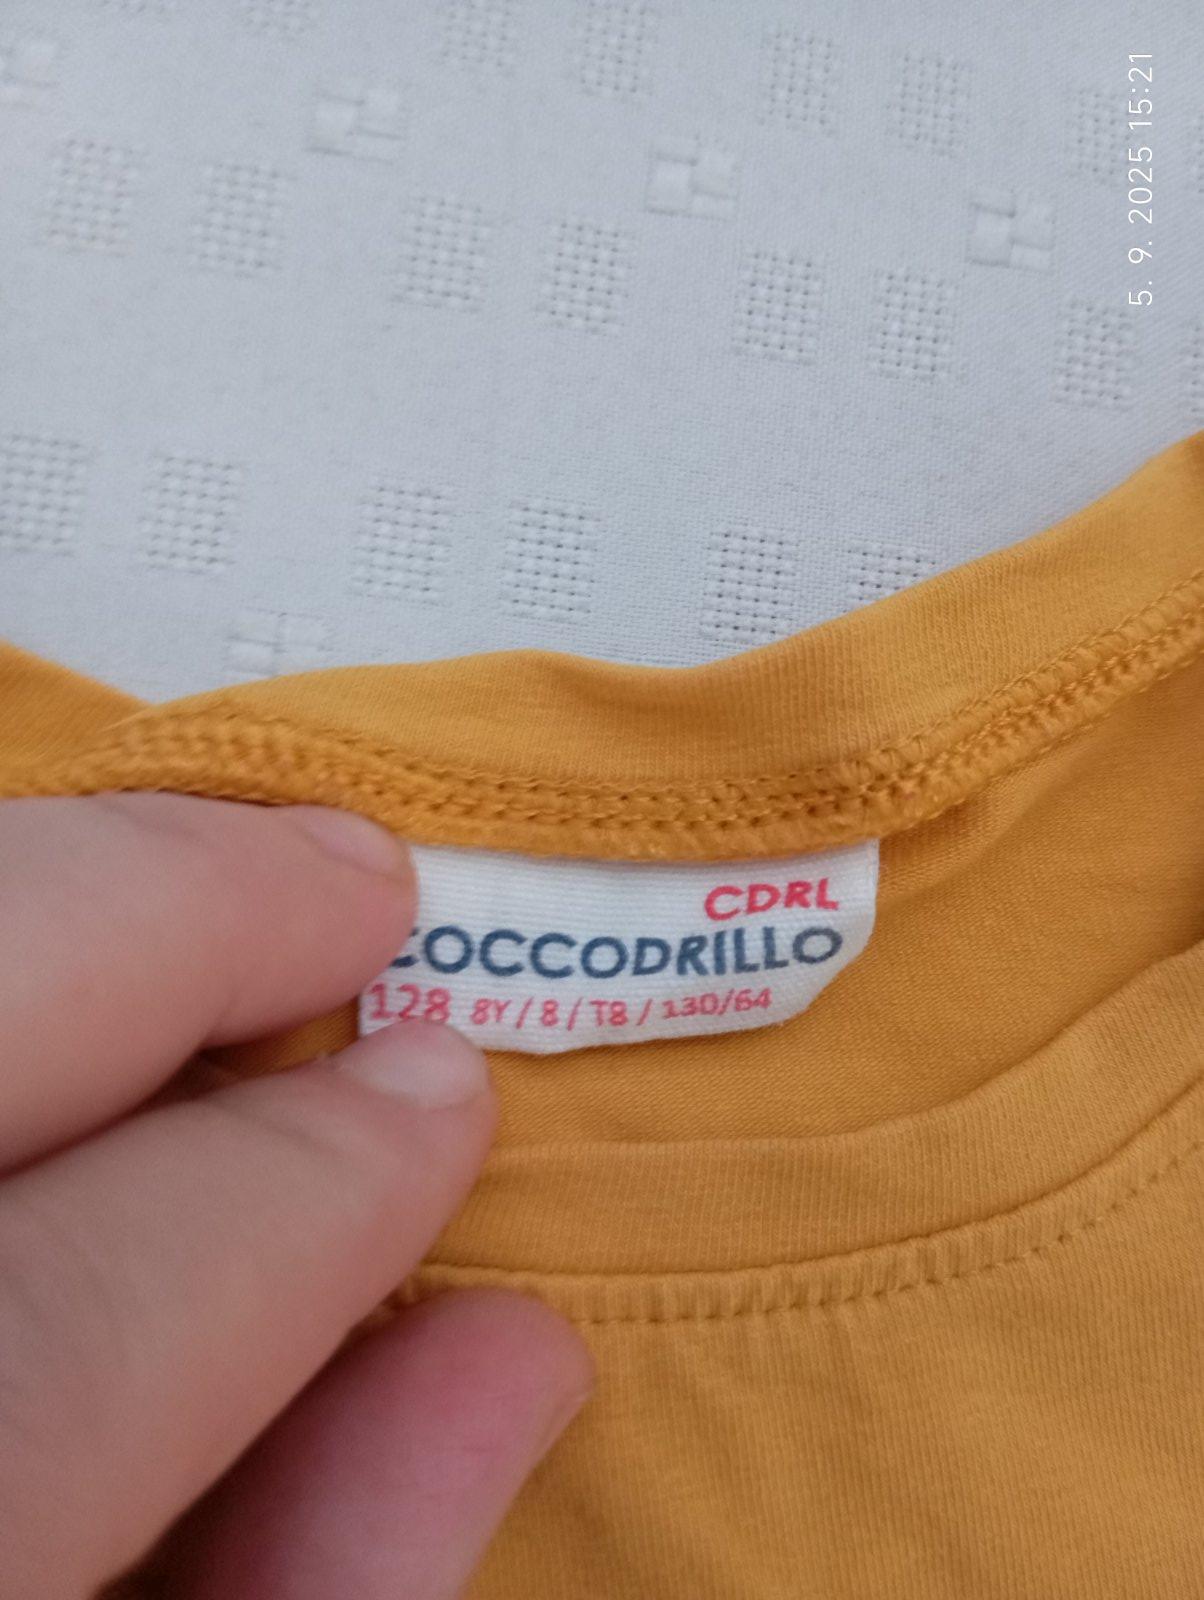 5. 9. 2025 15:21
CDRL
COCCODRILLO
128 8Y / 8 / T8 / 130/64